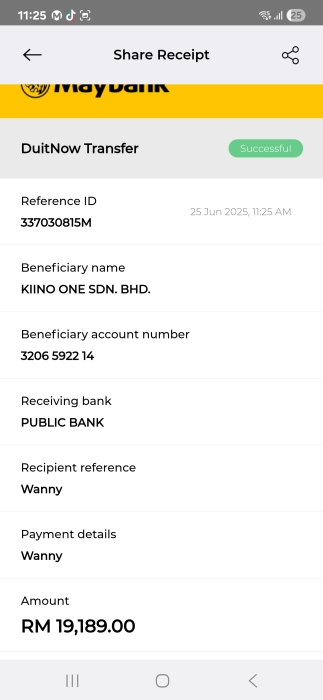 11:25
25
Share Receipt
Maybank
DuitNow Transfer
Successful
Reference ID
337030815M
25 Jun 2025, 11:25 AM
Beneficiary name
KIINO ONE SDN. BHD.
Beneficiary account number
3206 5922 14
Receiving bank
PUBLIC BANK
Recipient reference
Wanny
Payment details
Wanny
Amount
RM 19,189.00